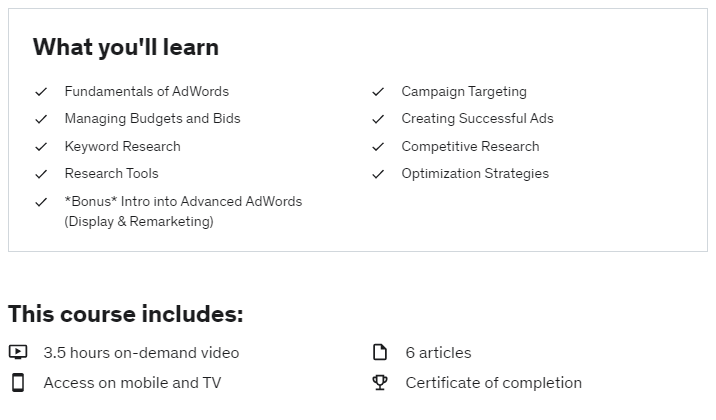 What you'll learn
Fundamentals of AdWords
Campaign Targeting
Managing Budgets and Bids
Creating Successful Ads
Keyword Research
Competitive Research
Research Tools
Optimization Strategies
*Bonus* Intro into Advanced AdWords
(Display & Remarketing)
This course includes:
3.5 hours on-demand video
6 articles
Access on mobile and TV
Certificate of completion